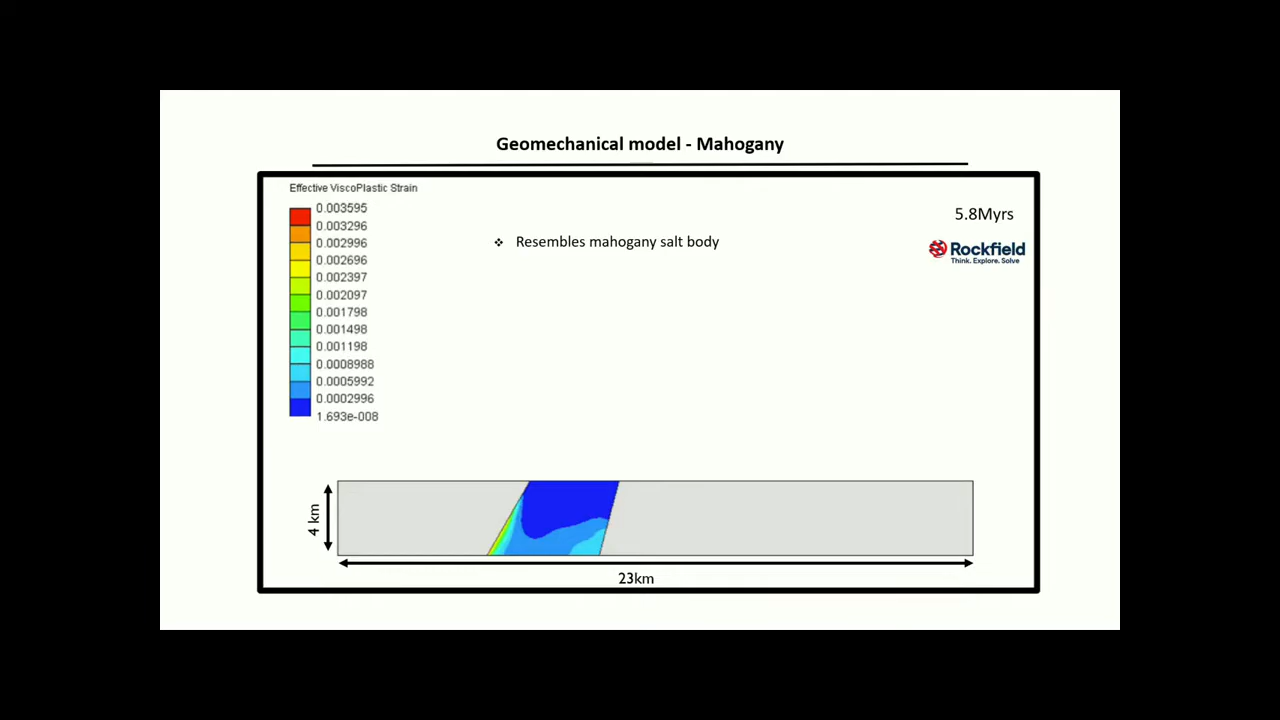 Geomechanical model - Mahogany
Effective ViscoPlastic Strain
0.003595
0.003296
0.002996
0.002696
0.002397
0.002097
0.001798
0.001498
0.001198
0.0008988
0.0005992
0.0002996
1.693e-008
❖ Resembles mahogany salt body
5.8Myrs
Rockfield
Think. Explore. Solve
4 km
23km